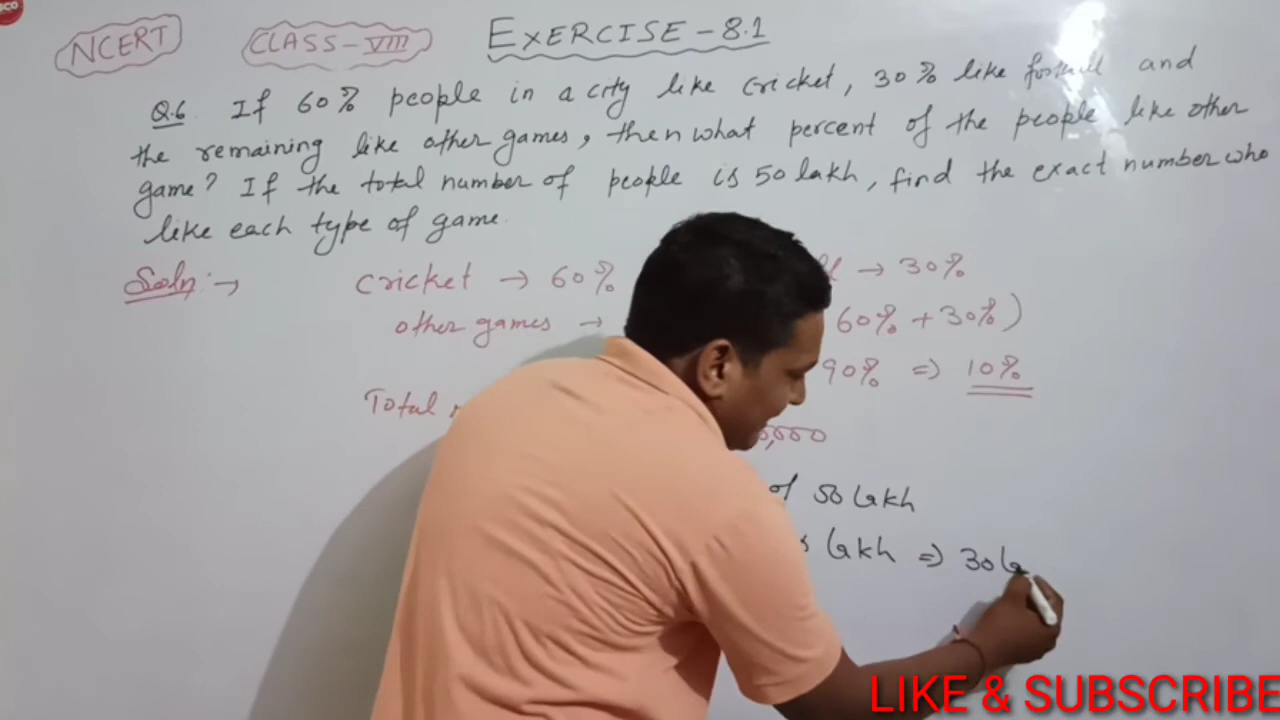 NCERT CLASS-VIII EXERCISE-8.1
Q.6. If 60% people in a city like cricket, 30% like football and
the remaining like other games, then what percent of the people like other
game? If the total number of people is 50 lakh, find the exact number who
like each type of game.
Soln:→ cricket → 60% → 30%
other games → 60% + 30%)
90% => 10%
Total
of 50 lakh
lakh => 30
LIKE & SUBSCRIBE